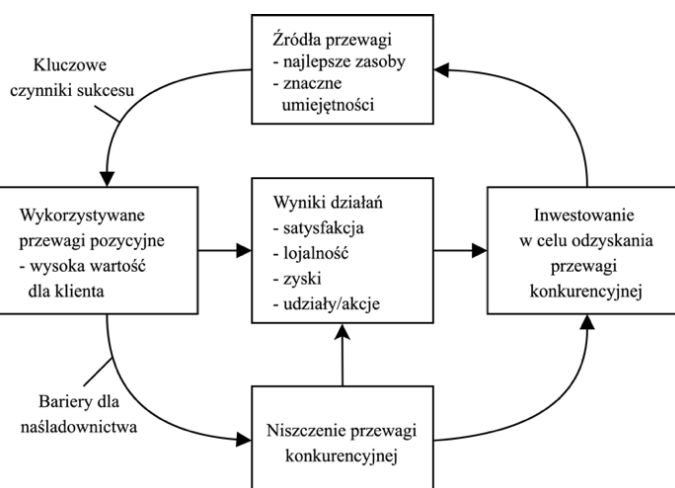 Źródła przewagi
- najlepsze zasoby
- znaczne
umiejętności
Kluczowe
czynniki sukcesu
Wykorzystywane
przewagi pozycyjne
- wysoka wartość
dla klienta
Wyniki działań
- satysfakcja
- lojalność
- zyski
- udziały/akcje
Inwestowanie
w celu odzyskania
przewagi
konkurencyjnej
Bariery dla
naśladownictwa
Niszczenie przewagi
konkurencyjnej